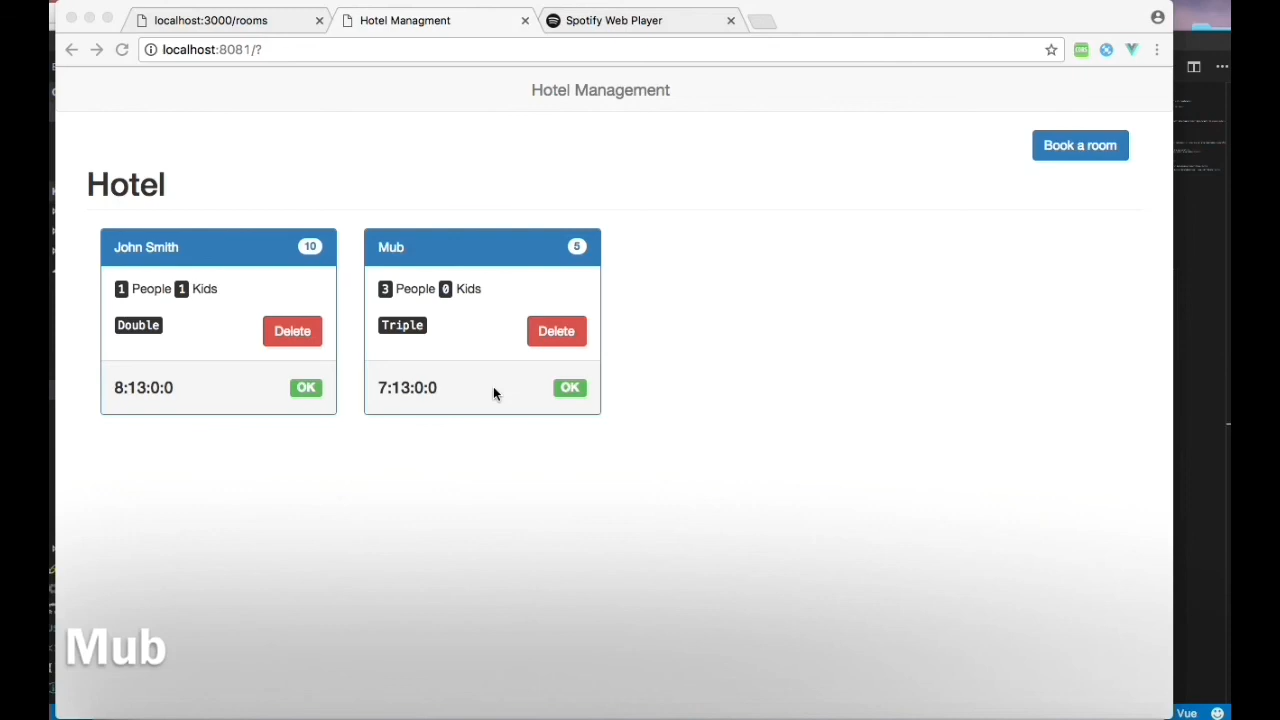 localhost:3000/rooms
Hotel Managment
Spotify Web Player
localhost:8081/?
Hotel Management
Book a room
Hotel
John Smith 10
1 People 1 Kids
Double
Delete
8:13:0:0 OK
Mub 5
3 People 0 Kids
Triple
Delete
7:13:0:0 OK
Mub
Vue